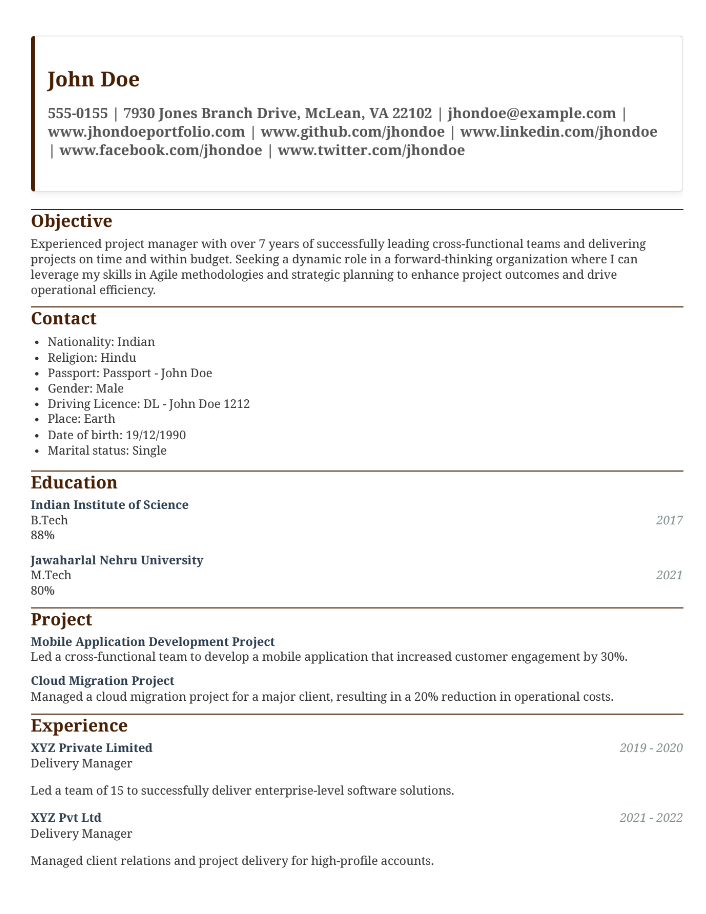 John Doe
555-0155 | 7930 Jones Branch Drive, McLean, VA 22102 | jhondoe@example.com |
www.jhondoeportfolio.com | www.github.com/jhondoe | www.linkedin.com/jhondoe
| www.facebook.com/jhondoe | www.twitter.com/jhondoe
Objective
Experienced project manager with over 7 years of successfully leading cross-functional teams and delivering
projects on time and within budget. Seeking a dynamic role in a forward-thinking organization where I can
leverage my skills in Agile methodologies and strategic planning to enhance project outcomes and drive
operational efficiency.
Contact
• Nationality: Indian
• Religion: Hindu
• Passport: Passport - John Doe
• Gender: Male
• Driving Licence: DL - John Doe 1212
• Place: Earth
• Date of birth: 19/12/1990
• Marital status: Single
Education
Indian Institute of Science
B.Tech 2017
88%
Jawaharlal Nehru University
M.Tech 2021
80%
Project
Mobile Application Development Project
Led a cross-functional team to develop a mobile application that increased customer engagement by 30%.
Cloud Migration Project
Managed a cloud migration project for a major client, resulting in a 20% reduction in operational costs.
Experience
XYZ Private Limited 2019 - 2020
Delivery Manager
Led a team of 15 to successfully deliver enterprise-level software solutions.
XYZ Pvt Ltd 2021 - 2022
Delivery Manager
Managed client relations and project delivery for high-profile accounts.